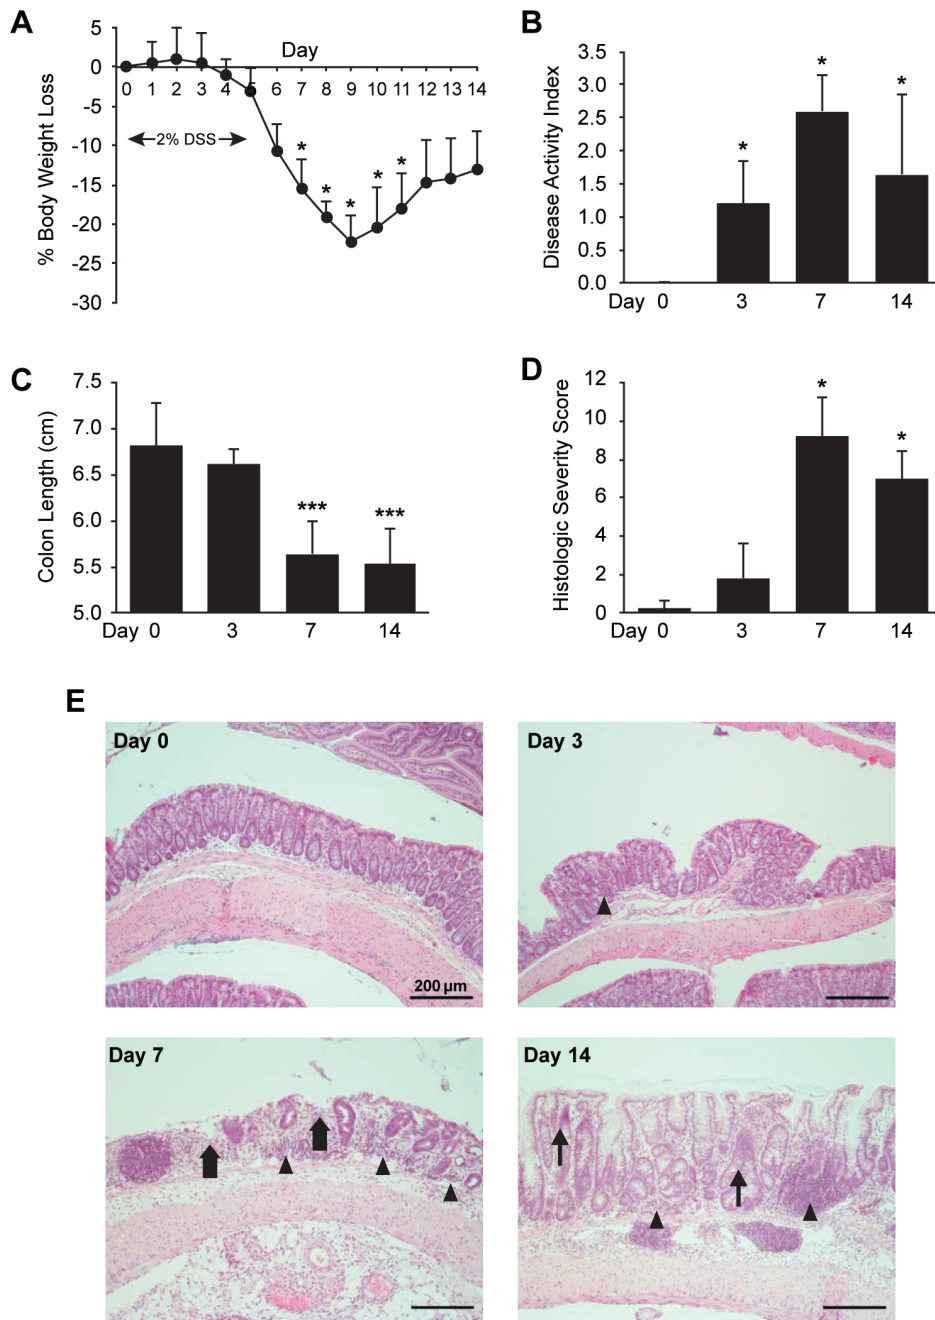 A
5
0
-5
-10
-15
-20
-25
-30
% Body Weight Loss
Day
0 1 2 3 4 5 6 7 8 9 10 11 12 13 14
2% DSS
* * * * *
B
3.5
3.0
2.5
2.0
1.5
1.0
0.5
0.0
Disease Activity Index
* * *
Day 0 3 7 14
C
7.5
7.0
6.5
6.0
5.5
5.0
Colon Length (cm)
*** ***
Day 0 3 7 14
D
12
10
8
6
4
2
0
Histologic Severity Score
* *
Day 0 3 7 14
E
Day 0
200 µm
Day 3
Day 7
Day 14